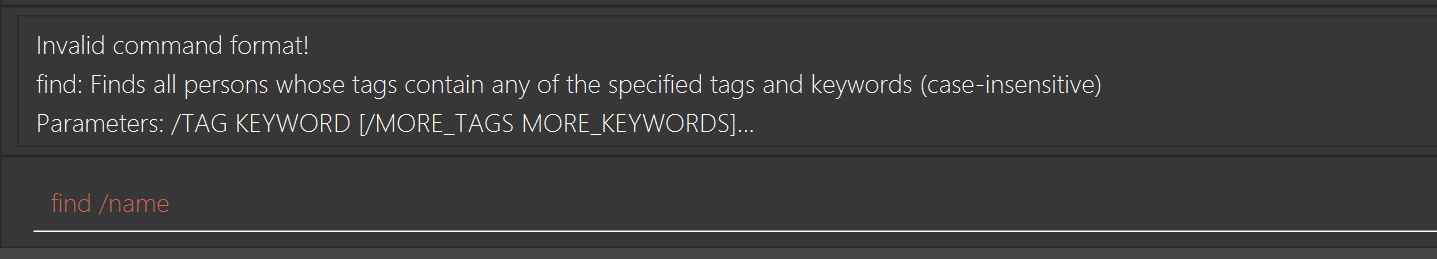 Invalid command format!
find: Finds all persons whose tags contain any of the specified tags and keywords (case-insensitive)
Parameters: /TAG KEYWORD [/MORE_TAGS MORE_KEYWORDS]...
find /name